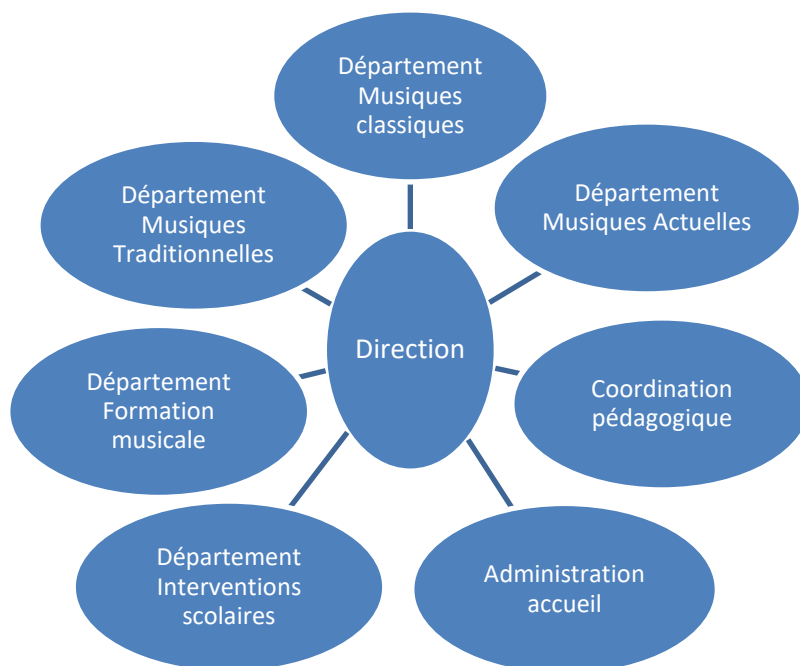 Département
Musiques
classiques
Département
Musiques Actuelles
Département
Musiques
Traditionnelles
Direction
Coordination
pédagogique
Département
Formation
musicale
Département
Interventions
scolaires
Administration
accueil